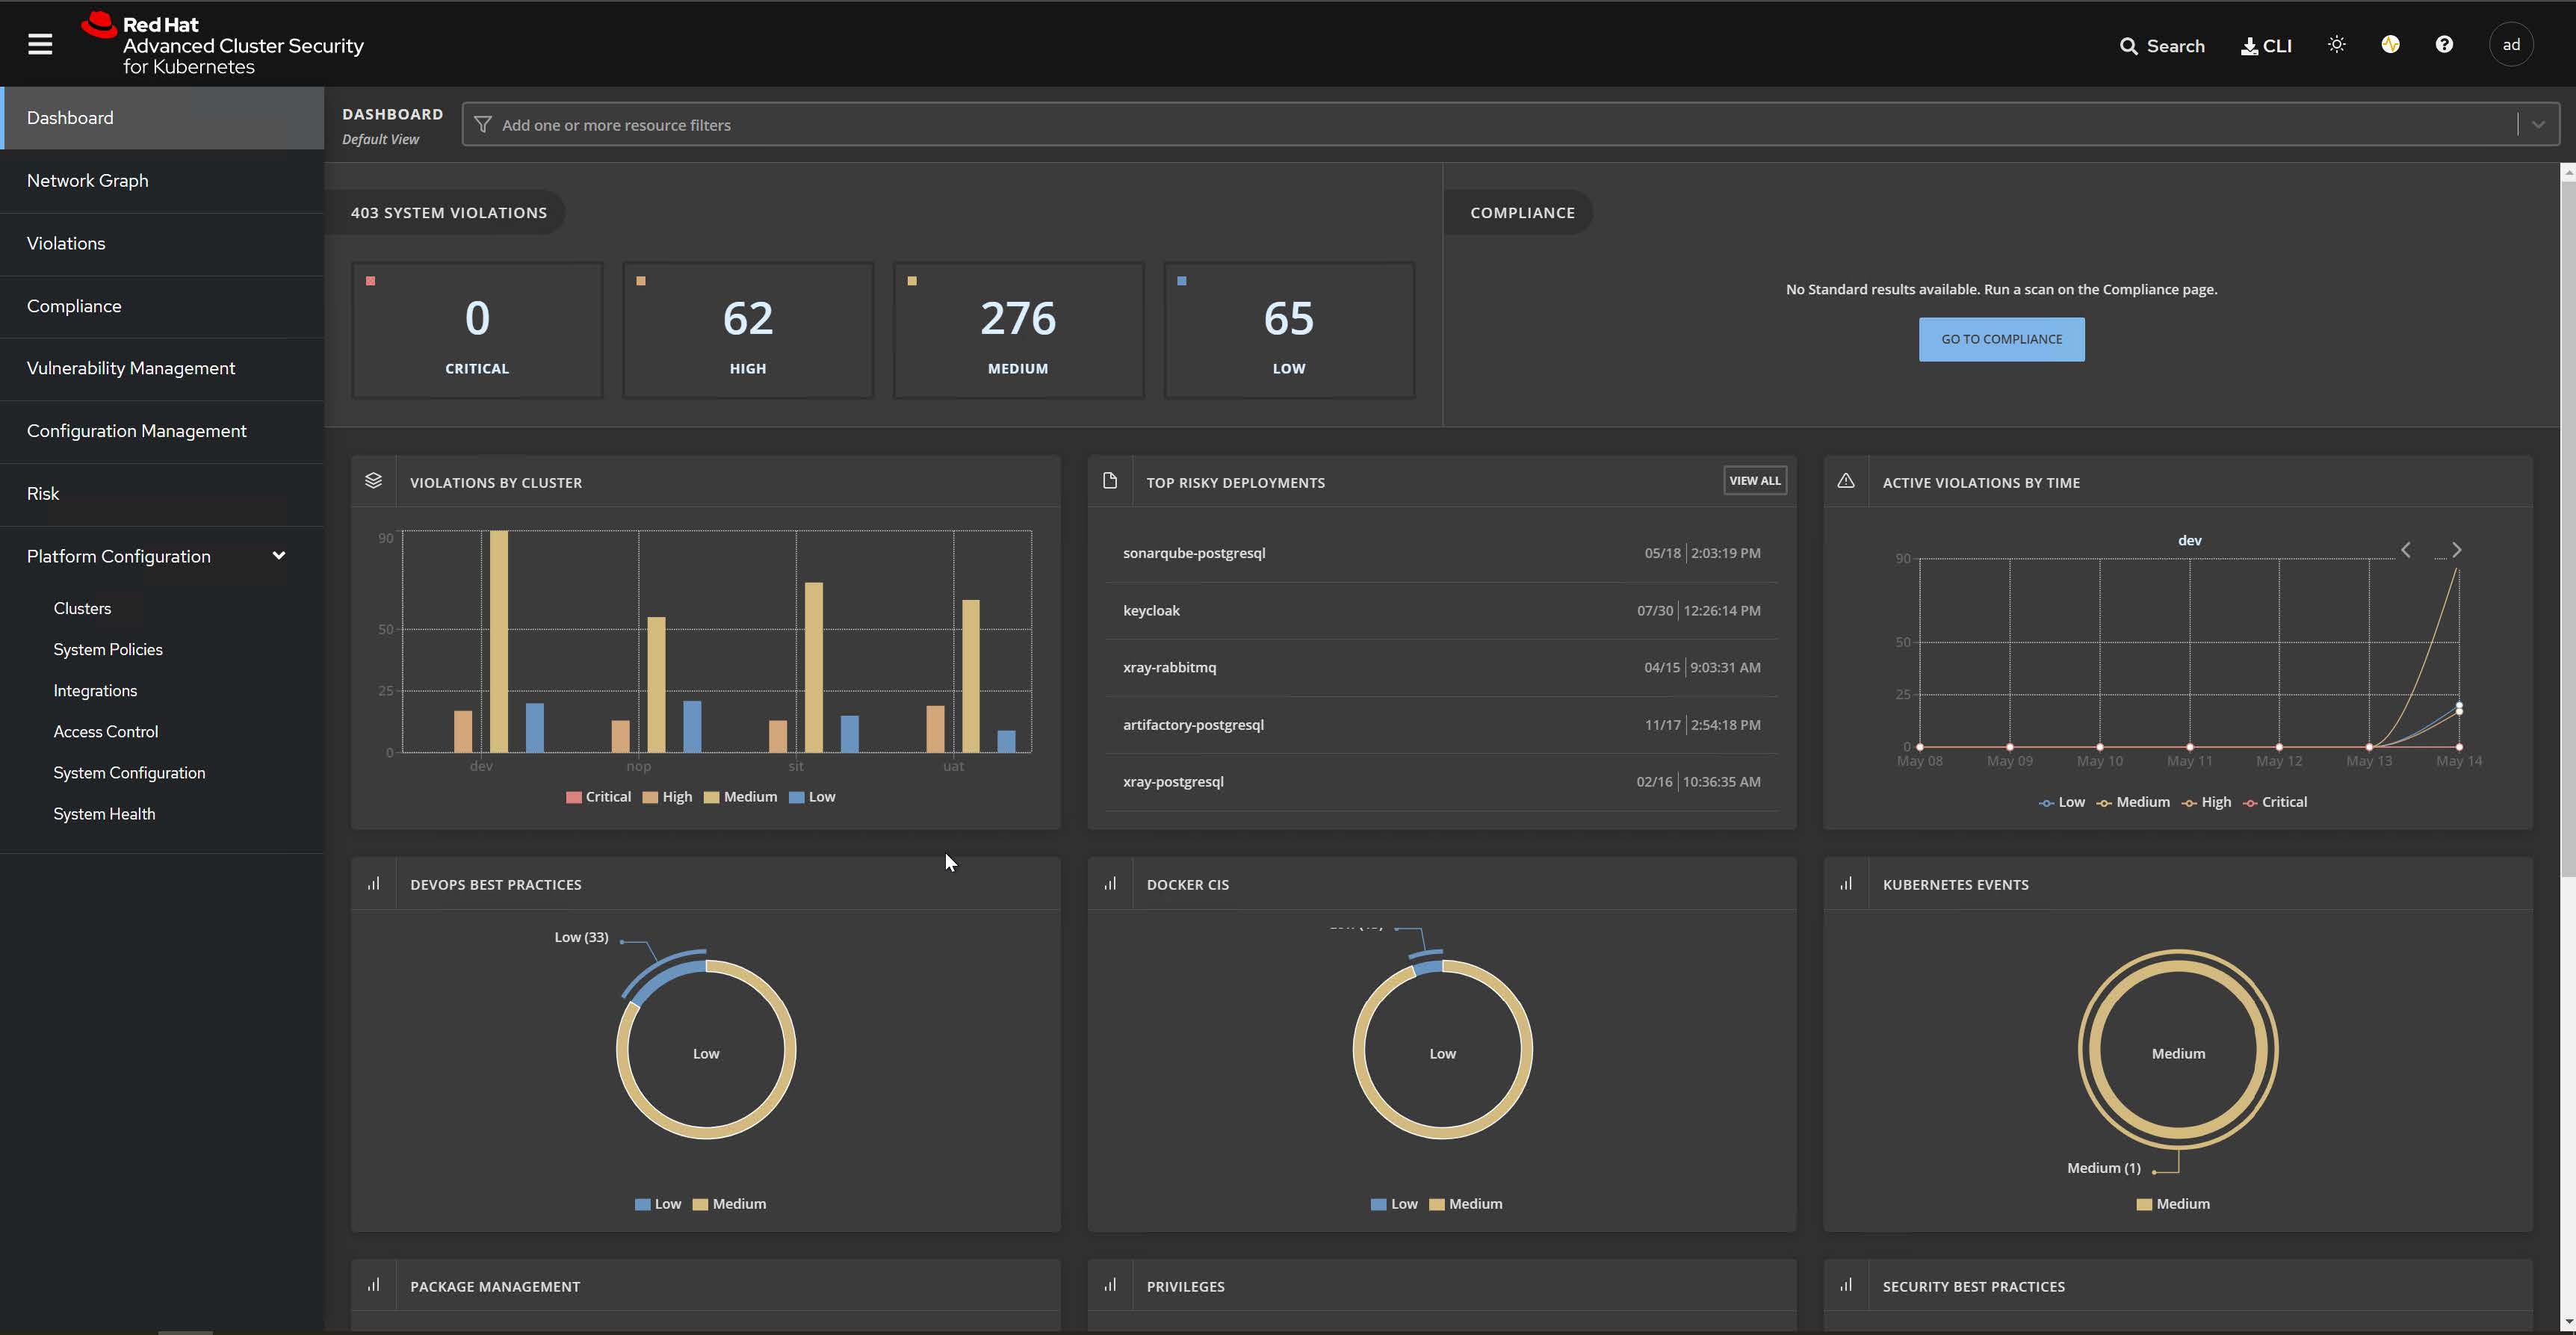 Red Hat
Advanced Cluster Security
for Kubernetes
Search
CLI
ad
Dashboard
Network Graph
Violations
Compliance
Vulnerability Management
Configuration Management
Risk
Platform Configuration
Clusters
System Policies
Integrations
Access Control
System Configuration
System Health
DASHBOARD
Default View
Add one or more resource filters
403 SYSTEM VIOLATIONS
0
CRITICAL
62
HIGH
276
MEDIUM
65
LOW
COMPLIANCE
No Standard results available. Run a scan on the Compliance page.
GO TO COMPLIANCE
VIOLATIONS BY CLUSTER
90
50
25
0
dev
nop
sit
uat
Critical
High
Medium
Low
TOP RISKY DEPLOYMENTS
VIEW ALL
sonarqube-postgresql 05/18 2:03:19 PM
keycloak 07/30 12:26:14 PM
xray-rabbitmq 04/15 9:03:31 AM
artifactory-postgresql 11/17 2:54:18 PM
xray-postgresql 02/16 10:36:35 AM
ACTIVE VIOLATIONS BY TIME
dev
90
50
25
0
May 08
May 09
May 10
May 11
May 12
May 13
May 14
Low
Medium
High
Critical
DEVOPS BEST PRACTICES
Low (33)
Low
Low
Medium
DOCKER CIS
Low
Low
Medium
KUBERNETES EVENTS
Medium
Medium (1)
Medium
PACKAGE MANAGEMENT
PRIVILEGES
SECURITY BEST PRACTICES